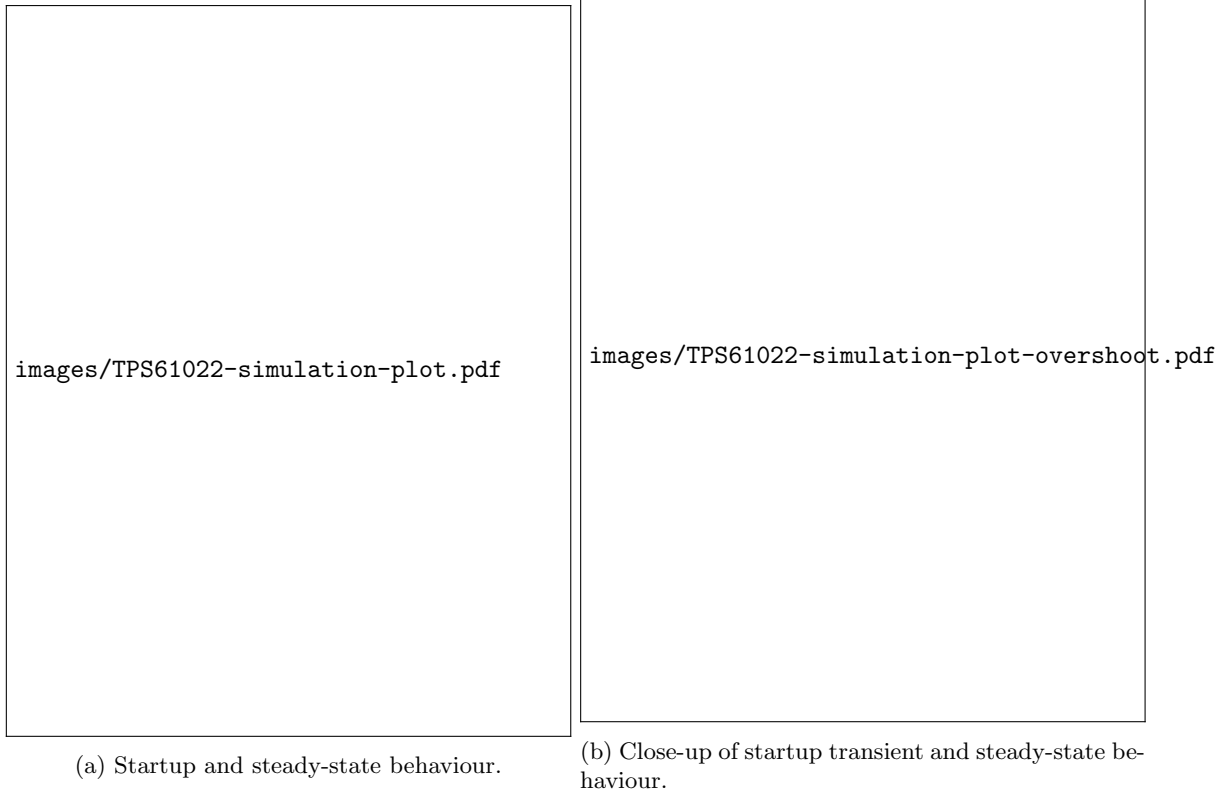 images/TPS61022-simulation-plot.pdf
images/TPS61022-simulation-plot-overshoot.pdf
(a) Startup and steady-state behaviour.
(b) Close-up of startup transient and steady-state be-
haviour.